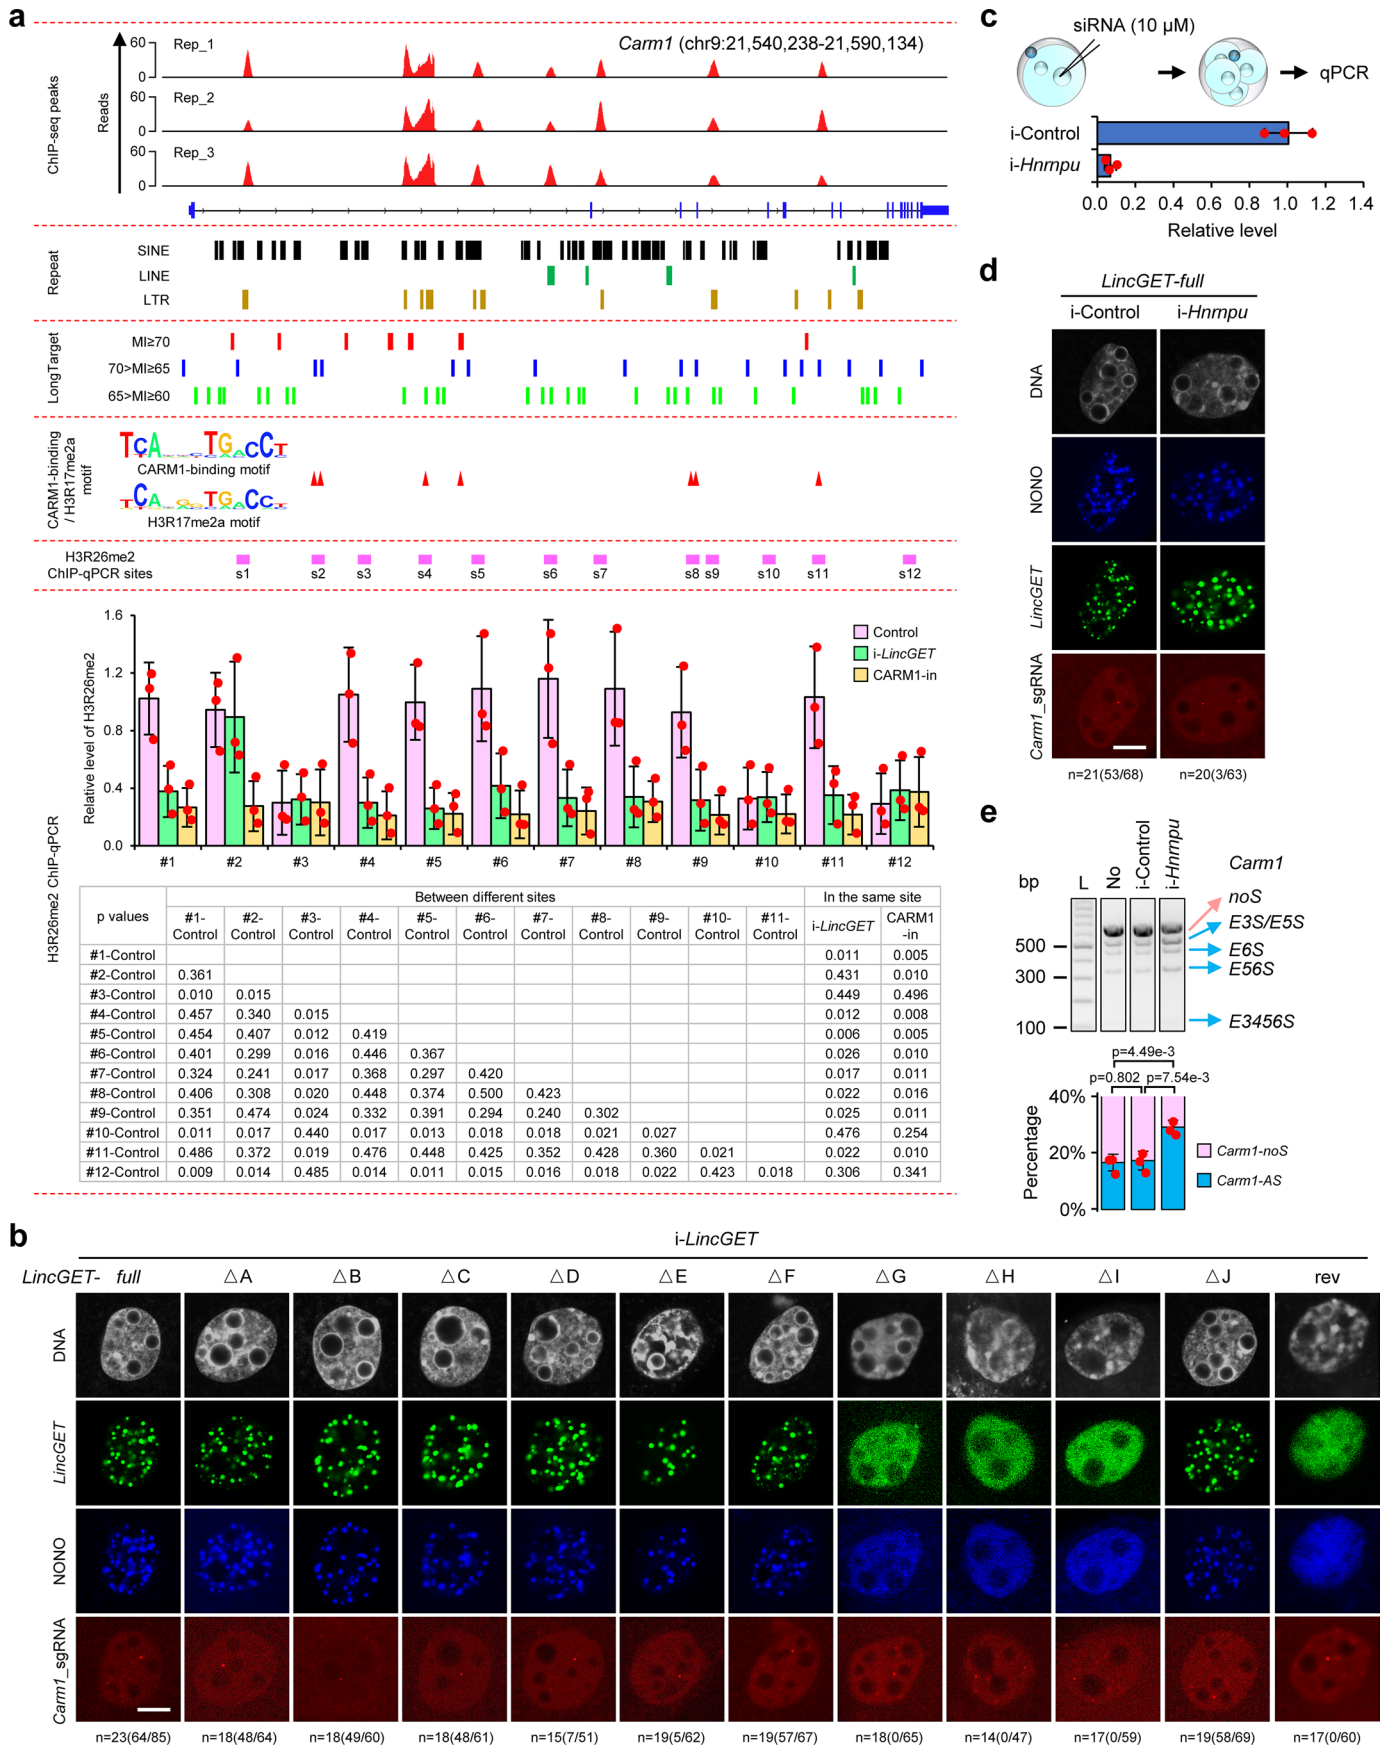 a
ChIP-seq peaks
Reads
Carm1 (chr9:21,540,238-21,590,134)
60
0
Rep_1
60
0
Rep_2
60
0
Rep_3
Repeat
SINE
LINE
LTR
LongTarget
MI≥70
70>MI≥65
65>MI≥60
CARM1-binding
/ H3R17me2a
motif
TCA TGACCT
CARM1-binding motif
H3R17me2a motif
H3R26me2
ChIP-qPCR sites
s1 s2 s3 s4 s5 s6 s7 s8 s9 s10 s11 s12
H3R26me2 ChIP-qPCR
Relative level of H3R26me2
1.6
1.2
0.8
0.4
0.0
Control
i-LincGET
CARM1-in
#1 #2 #3 #4 #5 #6 #7 #8 #9 #10 #11 #12
p values
Between different sites
In the same site
#1-Control #2-Control #3-Control #4-Control #5-Control #6-Control #7-Control #8-Control #9-Control #10-Control #11-Control i-LincGET CARM1-in
#1-Control 0.011 0.005
#2-Control 0.361 0.431 0.010
#3-Control 0.010 0.015 0.449 0.496
#4-Control 0.457 0.340 0.015 0.012 0.008
#5-Control 0.454 0.407 0.012 0.419 0.006 0.005
#6-Control 0.401 0.299 0.016 0.446 0.367 0.026 0.010
#7-Control 0.324 0.241 0.017 0.368 0.297 0.420 0.017 0.011
#8-Control 0.406 0.308 0.020 0.448 0.374 0.500 0.423 0.022 0.016
#9-Control 0.351 0.474 0.024 0.332 0.391 0.294 0.240 0.302 0.025 0.011
#10-Control 0.011 0.017 0.440 0.017 0.013 0.018 0.018 0.021 0.027 0.476 0.254
#11-Control 0.486 0.372 0.019 0.476 0.448 0.425 0.352 0.428 0.360 0.021 0.022 0.010
#12-Control 0.009 0.014 0.485 0.014 0.011 0.015 0.016 0.018 0.022 0.423 0.018 0.306 0.341
b
i-LincGET
LincGET- full △A △B △C △D △E △F △G △H △I △J rev
DNA
LincGET
NONO
Carm1_sgRNA
n=23(64/85) n=18(48/64) n=18(49/60) n=18(48/61) n=15(7/51) n=19(5/62) n=19(57/67) n=18(0/65) n=14(0/47) n=17(0/59) n=19(58/69) n=17(0/60)
c
siRNA (10 µM)
qPCR
i-Control
i-Hnrnpu
0.0 0.2 0.4 0.6 0.8 1.0 1.2 1.4
Relative level
d
LincGET-full
i-Control i-Hnrnpu
DNA
NONO
LincGET
Carm1_sgRNA
n=21(53/68) n=20(3/63)
e
bp
L
No
i-Control
i-Hnrnpu
Carm1
noS
E3S/E5S
E6S
E56S
E3456S
500
300
100
p=4.49e-3
p=0.802 p=7.54e-3
Percentage
40%
20%
0%
Carm1-noS
Carm1-AS